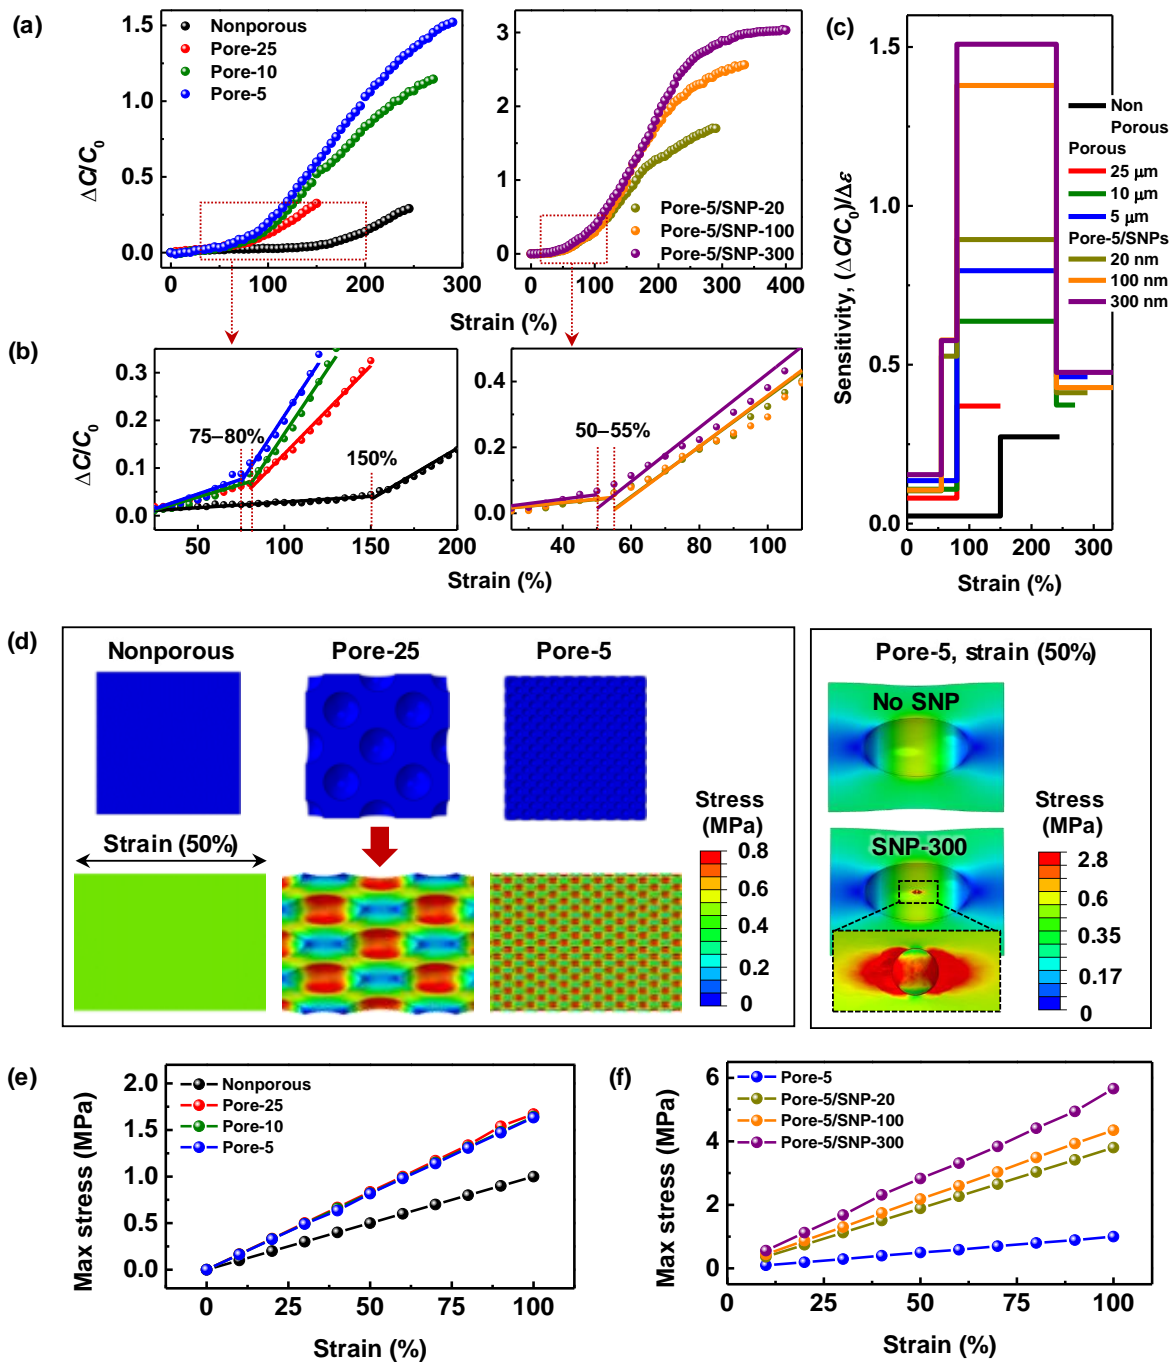 (a)
1.5
1.0
0.5
0.0
ΔC/C0
Nonporous
Pore-25
Pore-10
Pore-5
0 100 200 300
3
2
1
0
Pore-5/SNP-20
Pore-5/SNP-100
Pore-5/SNP-300
0 100 200 300 400
Strain (%)
(b)
0.3
0.2
0.1
0.0
ΔC/C0
75–80%
150%
50 100 150 200
0.4
0.2
0.0
50–55%
40 60 80 100
Strain (%)
(c)
1.5
1.0
0.5
0.0
Sensitivity, (ΔC/C0)/Δε
Non
Porous
Porous
25 μm
10 μm
5 μm
Pore-5/SNPs
20 nm
100 nm
300 nm
0 100 200 300
Strain (%)
(d)
Nonporous Pore-25 Pore-5
Strain (50%)
Stress
(MPa)
0.8
0.6
0.4
0.2
0
Pore-5, strain (50%)
No SNP
SNP-300
Stress
(MPa)
2.8
0.6
0.35
0.17
0
(e)
2.0
1.5
1.0
0.5
0.0
Max stress (MPa)
Nonporous
Pore-25
Pore-10
Pore-5
0 25 50 75 100
Strain (%)
(f)
6
4
2
0
Max stress (MPa)
Pore-5
Pore-5/SNP-20
Pore-5/SNP-100
Pore-5/SNP-300
0 25 50 75 100
Strain (%)